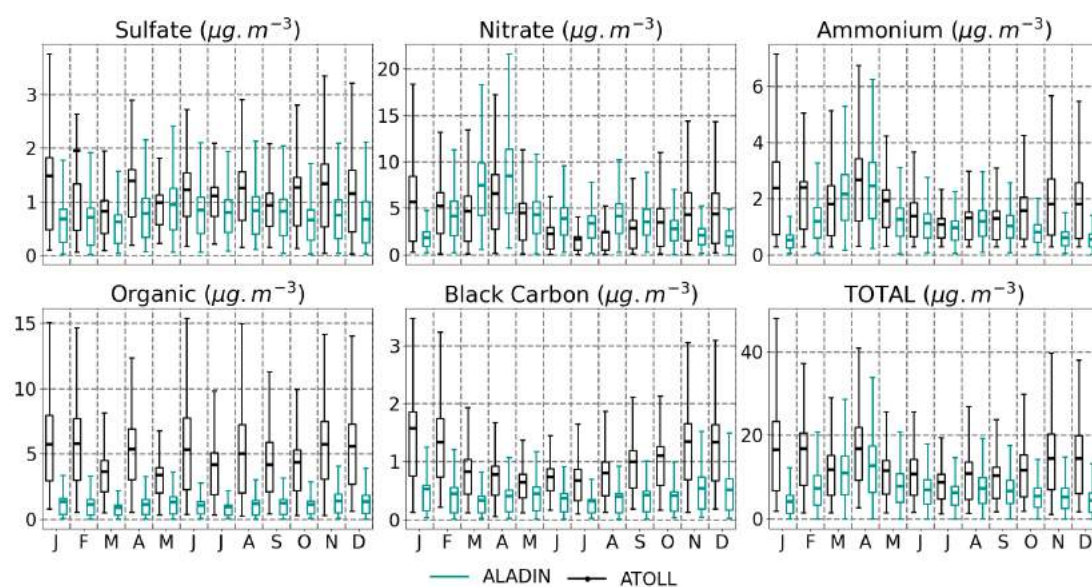 Sulfate (μg.m⁻³)
Nitrate (μg.m⁻³)
Ammonium (μg.m⁻³)
3
2
1
0
20
15
10
5
0
6
4
2
0
Organic (μg.m⁻³)
Black Carbon (μg.m⁻³)
TOTAL (μg.m⁻³)
15
10
5
0
3
2
1
0
40
20
0
J F M A M J J A S O N D
J F M A M J J A S O N D
J F M A M J J A S O N D
ALADIN ATOLL